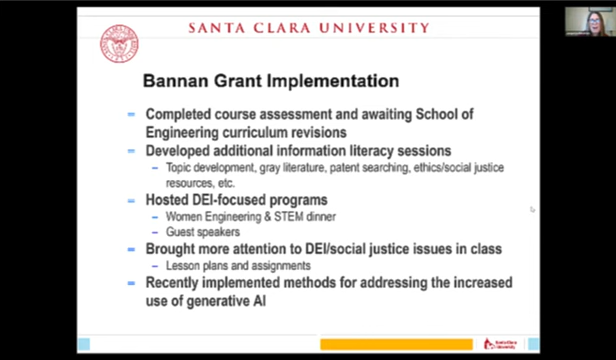 SANTA CLARA UNIVERSITY
Bannan Grant Implementation
Completed course assessment and awaiting School of
Engineering curriculum revisions
Developed additional information literacy sessions
Topic development, gray literature, patent searching, ethics/social justice
resources, etc.
Hosted DEI-focused programs
Women Engineering & STEM dinner
Guest speakers
Brought more attention to DEI/social justice issues in class
Lesson plans and assignments
Recently implemented methods for addressing the increased
use of generative AI
Santa Clara
University